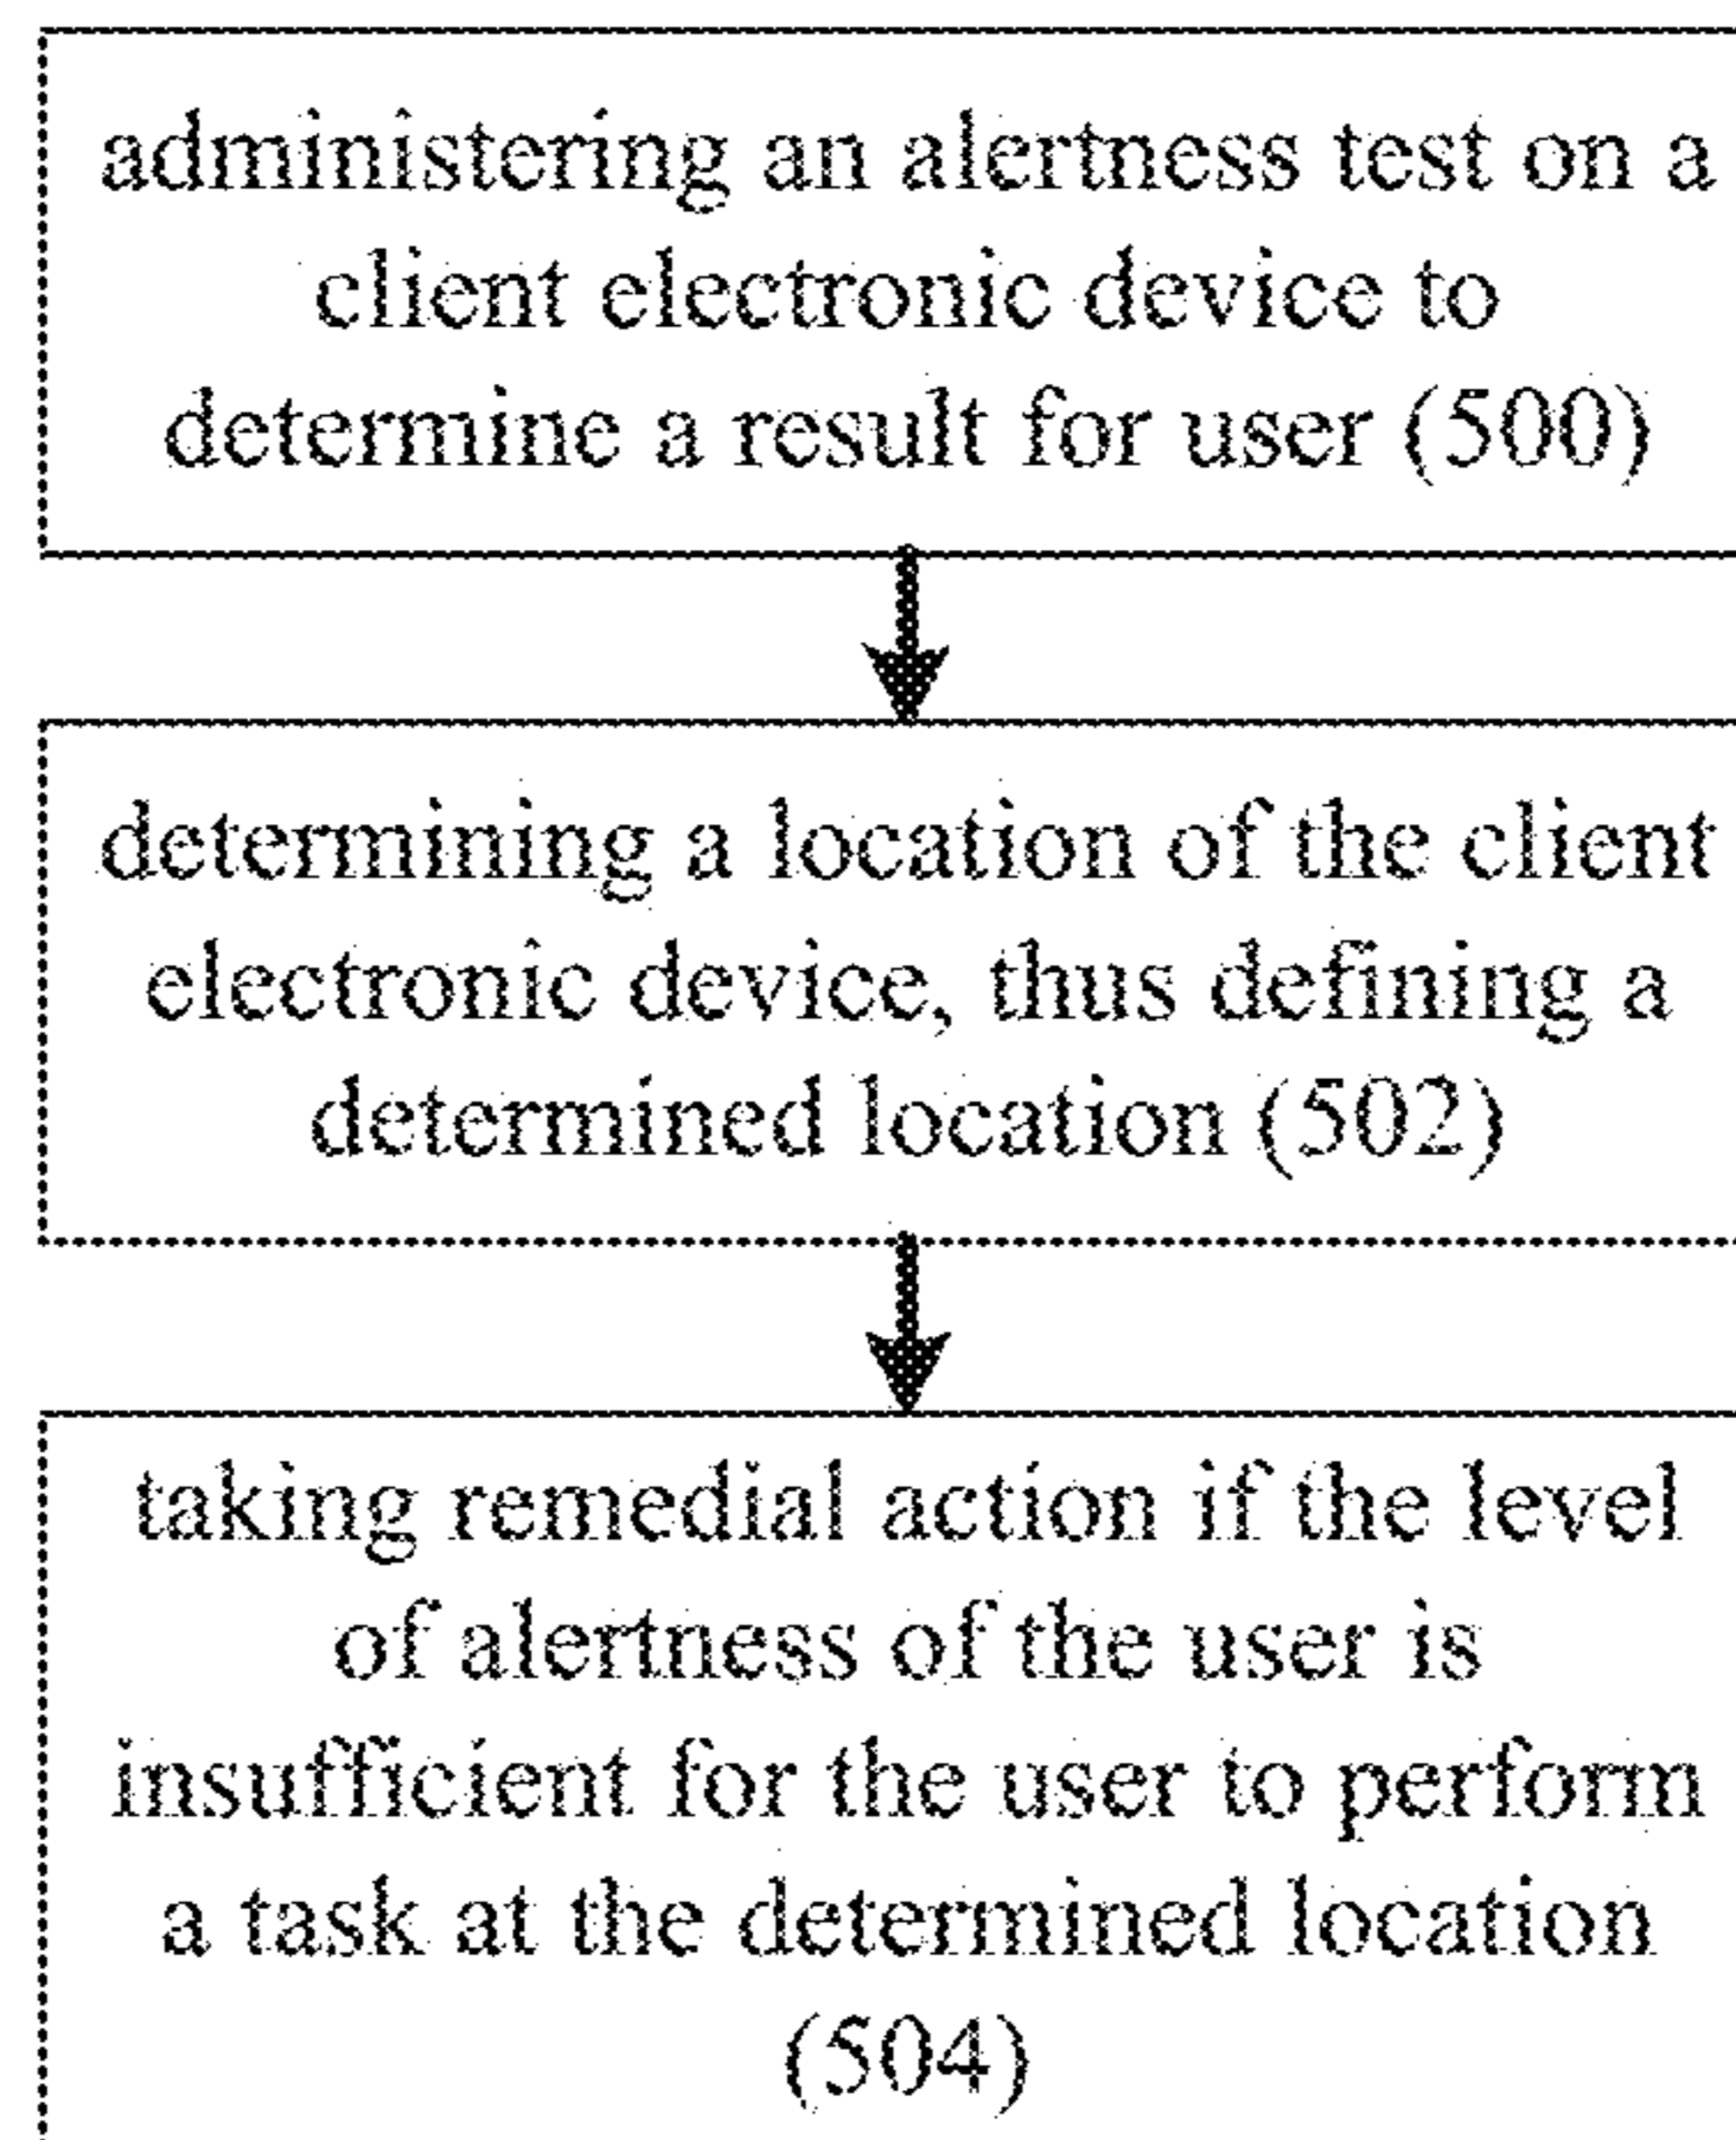 administering an alertness test on a
client electronic device to
determine a result for user (500)
determining a location of the client
electronic device, thus defining a
determined location (502)
taking remedial action if the level
of alertness of the user is
insufficient for the user to perform
a task at the determined location
(504)